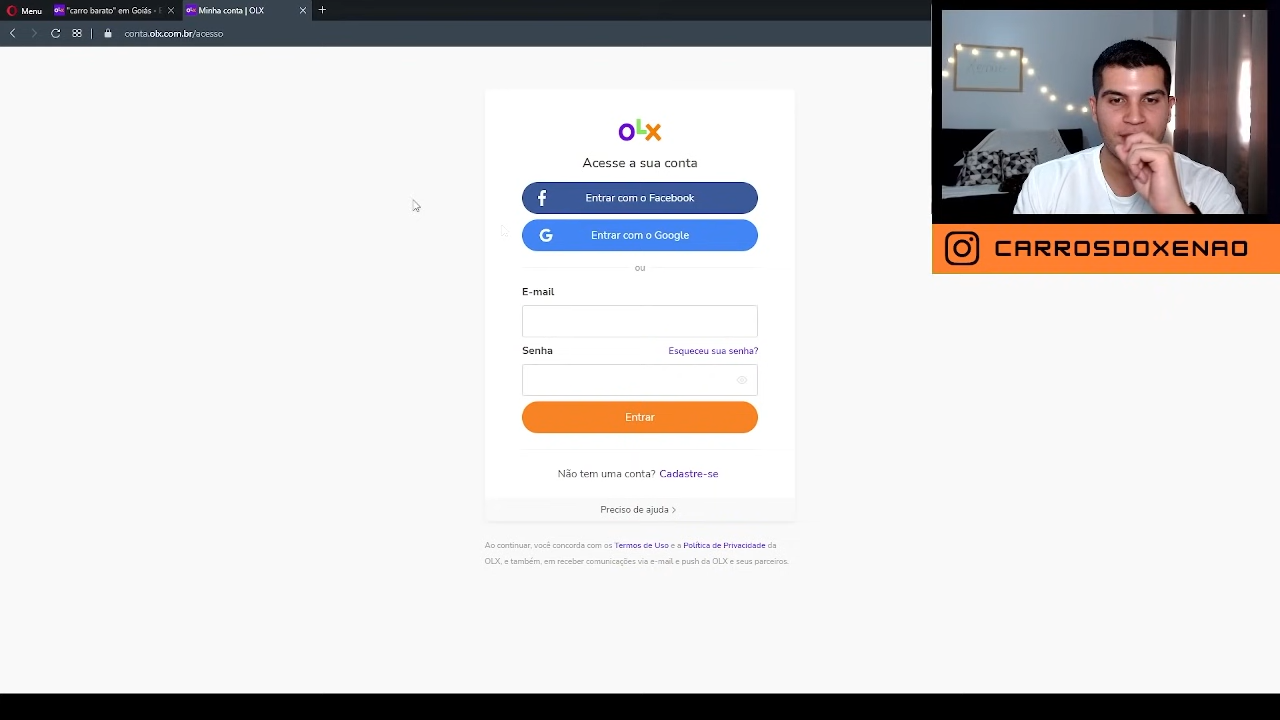 Menu
"carro barato" em Goiás -
Minha conta | OLX
conta.olx.com.br/acesso
OLX
Acesse a sua conta
Entrar com o Facebook
Entrar com o Google
ou
E-mail
Senha
Esqueceu sua senha?
Entrar
Não tem uma conta? Cadastre-se
Preciso de ajuda
Ao continuar, você concorda com os Termos de Uso e a Política de Privacidade da
OLX, e também, em receber comunicações via e-mail e push da OLX e seus parceiros.
CARROSDOXENAO